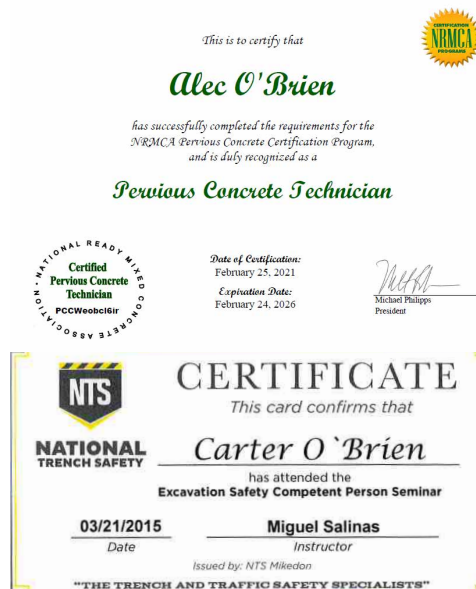 CERTIFICATION
NRMCA
PROGRAMS
This is to certify that
Alec O'Brien
has successfully completed the requirements for the
NRMCA Pervious Concrete Certification Program,
and is duly recognized as a
Pervious Concrete Technician
NATIONAL READY MIXED CONCRETE ASSOCIATION
Certified
Pervious Concrete
Technician
PCCWeobcl6ir
Date of Certification:
February 25, 2021
Expiration Date:
February 24, 2026
Michael Philipps
President
NTS
NATIONAL
TRENCH SAFETY
CERTIFICATE
This card confirms that
Carter O`Brien
has attended the
Excavation Safety Competent Person Seminar
03/21/2015
Date
Miguel Salinas
Instructor
Issued by: NTS Mikedon
"THE TRENCH AND TRAFFIC SAFETY SPECIALISTS"